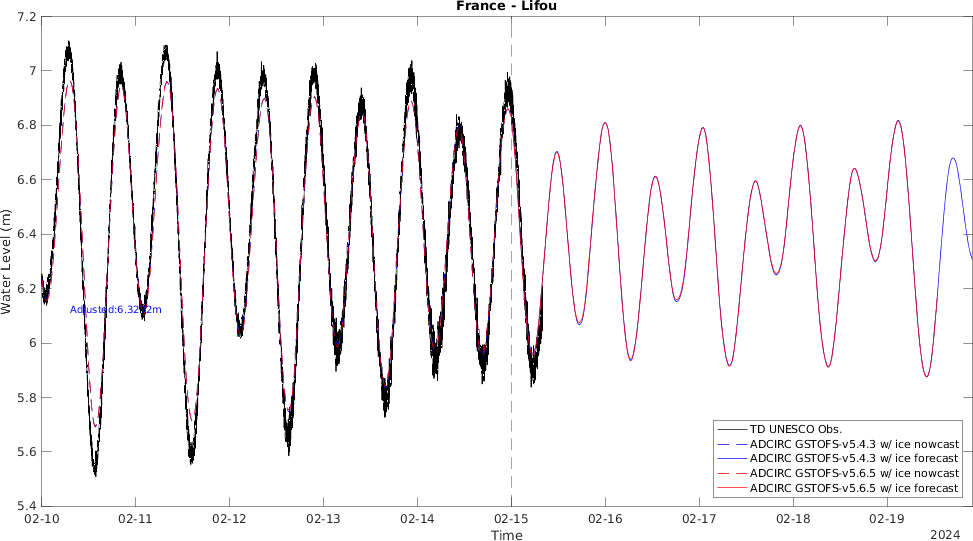 France - Lifou
Water Level (m)
7.2
7
6.8
6.6
6.4
6.2
6
5.8
5.6
5.4
TD UNESCO Obs.
ADCIRC GSTOFS-v5.4.3 w/ ice nowcast
ADCIRC GSTOFS-v5.4.3 w/ ice forecast
ADCIRC GSTOFS-v5.6.5 w/ ice nowcast
ADCIRC GSTOFS-v5.6.5 w/ ice forecast
02-10 02-11 02-12 02-13 02-14 02-15 02-16 02-17 02-18 02-19
Time
2024